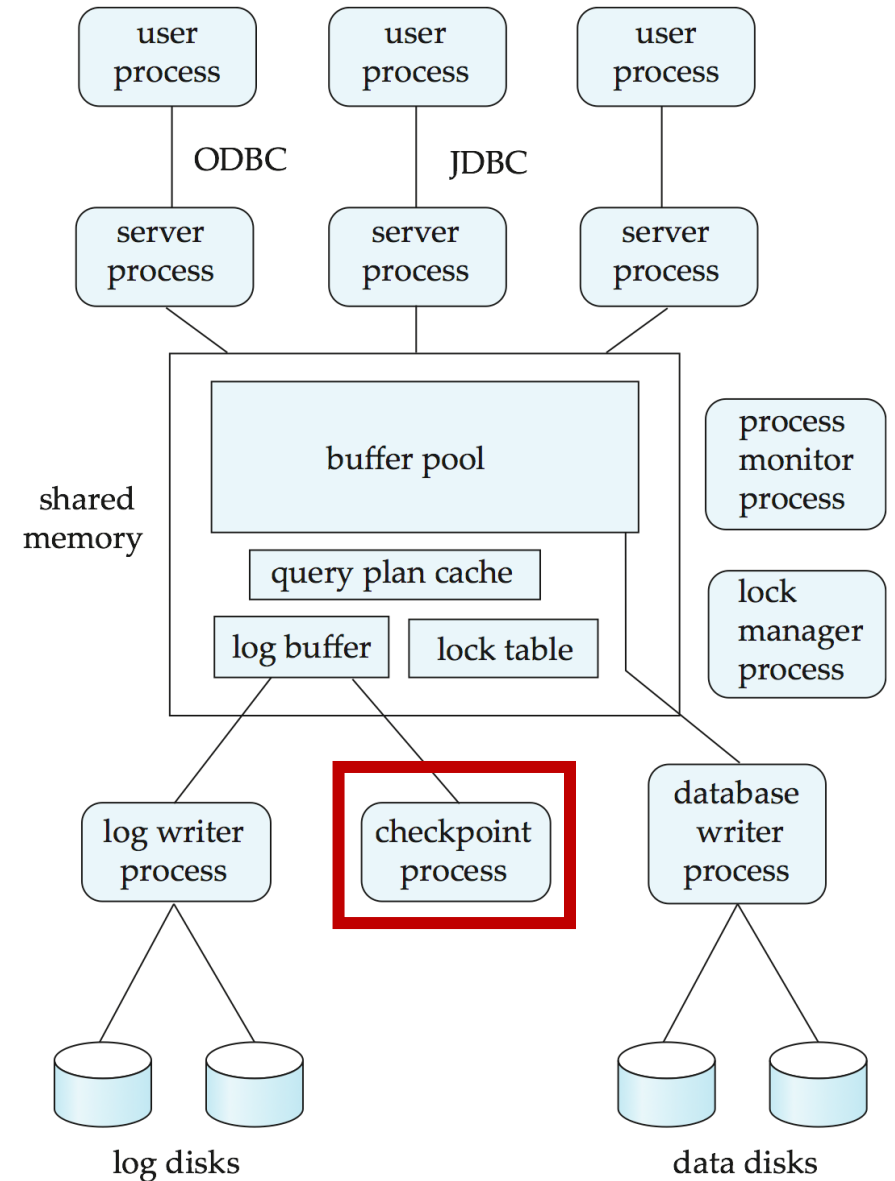 user
process
user
process
user
process
ODBC
JDBC
server
process
server
process
server
process
shared
memory
buffer pool
query plan cache
log buffer
lock table
process
monitor
process
lock
manager
process
log writer
process
checkpoint
process
database
writer
process
log disks
data disks